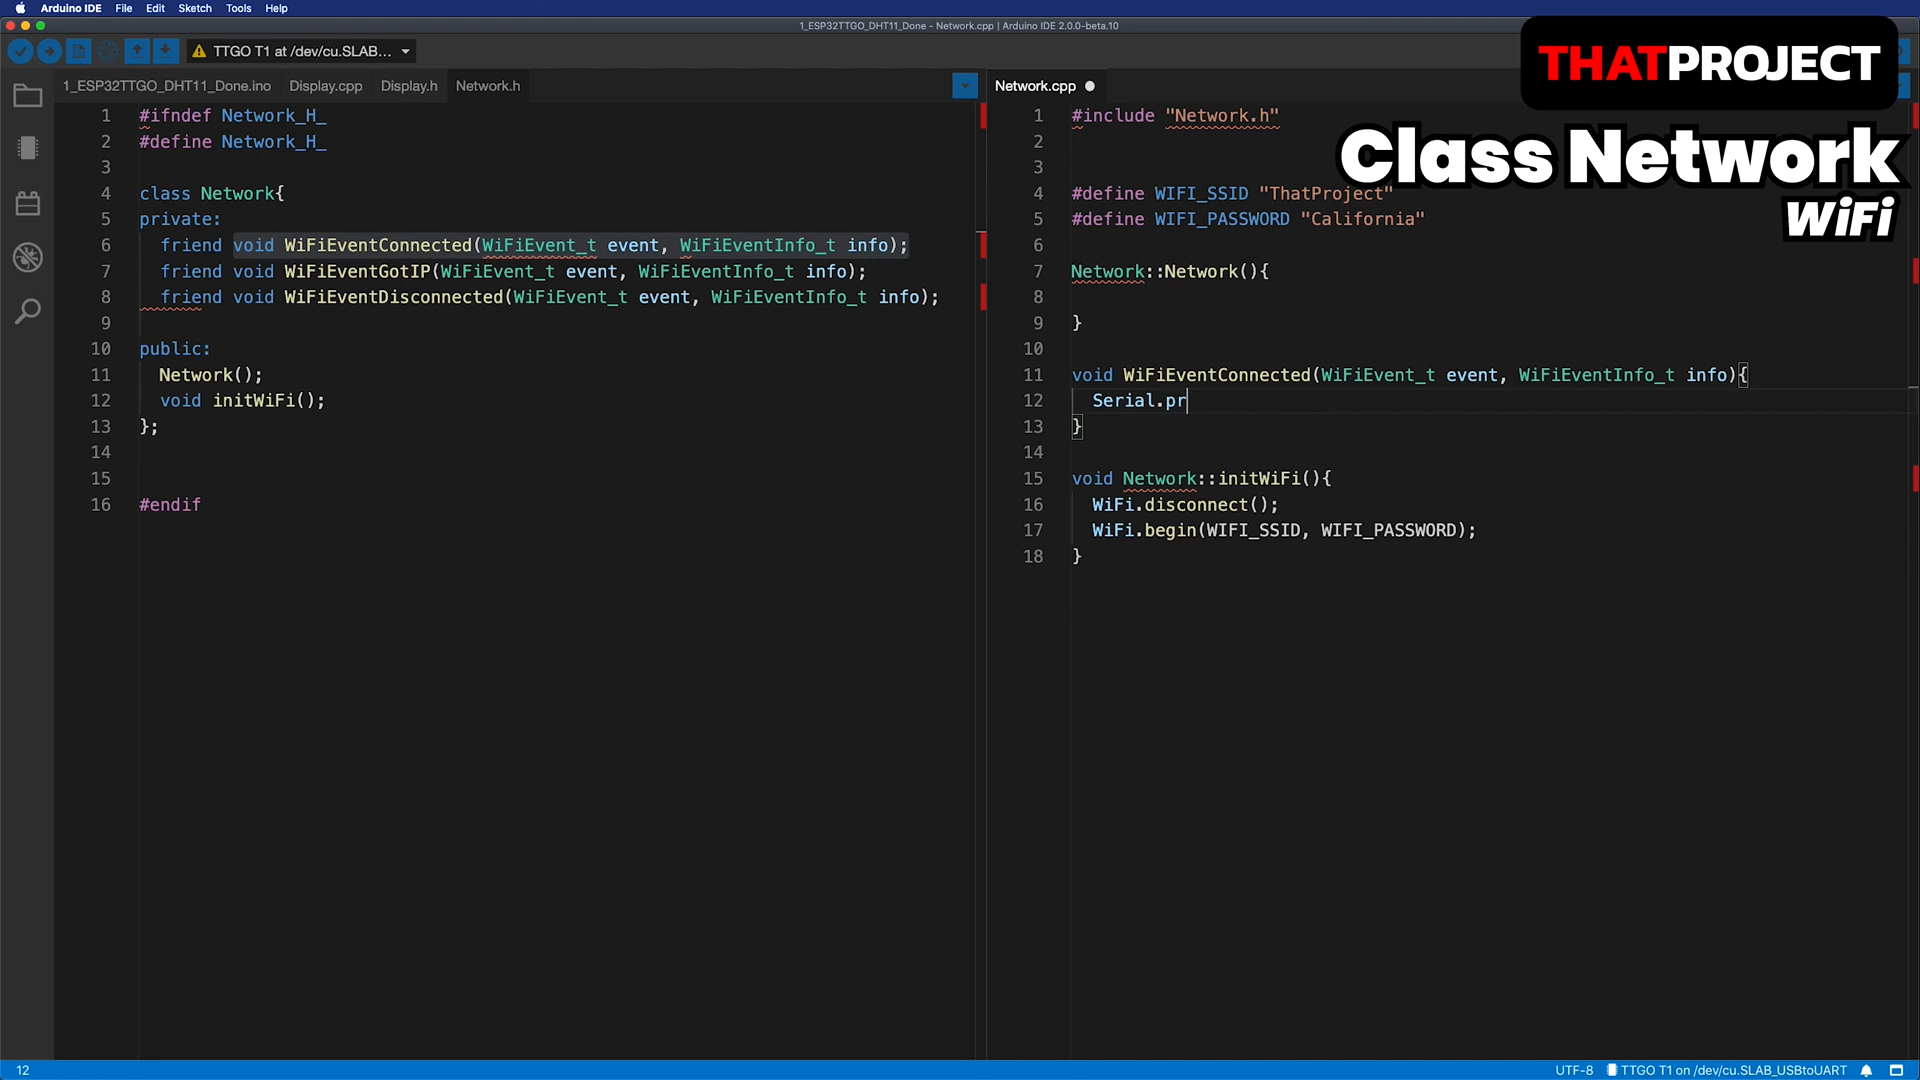 Arduino IDE File Edit Sketch Tools Help
1_ESP32TTGO_DHT11_Done - Network.cpp | Arduino IDE 2.0.0-beta.10
TTGO T1 at /dev/cu.SLAB...
THATPROJECT
Class Network
WiFi
1_ESP32TTGO_DHT11_Done.ino Display.cpp Display.h Network.h
1 #ifndef Network_H_
2 #define Network_H_
3
4 class Network{
5 private:
6 friend void WiFiEventConnected(WiFiEvent_t event, WiFiEventInfo_t info);
7 friend void WiFiEventGotIP(WiFiEvent_t event, WiFiEventInfo_t info);
8 friend void WiFiEventDisconnected(WiFiEvent_t event, WiFiEventInfo_t info);
9
10 public:
11 Network();
12 void initWiFi();
13 };
14
15
16 #endif
Network.cpp
1 #include "Network.h"
2
3
4 #define WIFI_SSID "ThatProject"
5 #define WIFI_PASSWORD "California"
6
7 Network::Network(){
8
9 }
10
11 void WiFiEventConnected(WiFiEvent_t event, WiFiEventInfo_t info){
12 Serial.pr
13 }
14
15 void Network::initWiFi(){
16 WiFi.disconnect();
17 WiFi.begin(WIFI_SSID, WIFI_PASSWORD);
18 }
12
UTF-8 TTGO T1 on /dev/cu.SLAB_USBtoUART